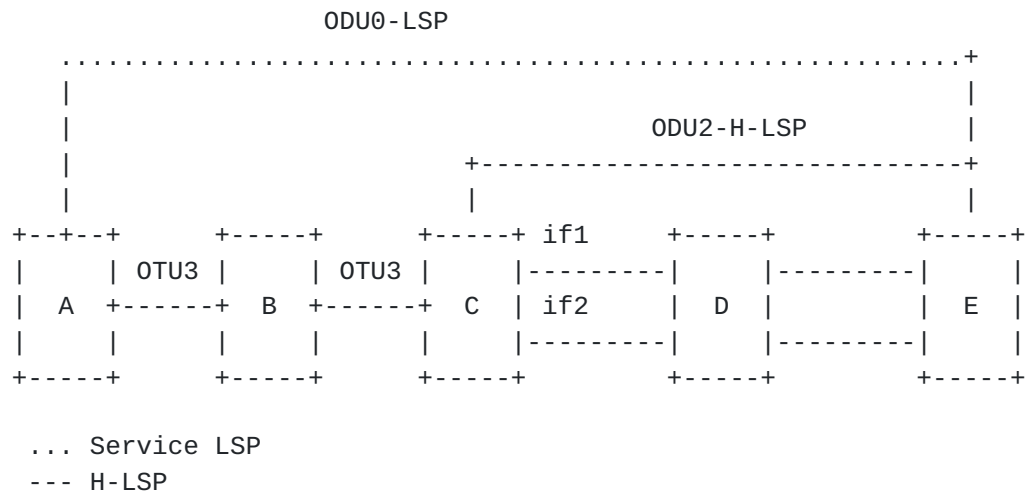 ODU0-LSP
ODU2-H-LSP
if1
OTU3 OTU3
A B C if2 D E
... Service LSP
--- H-LSP